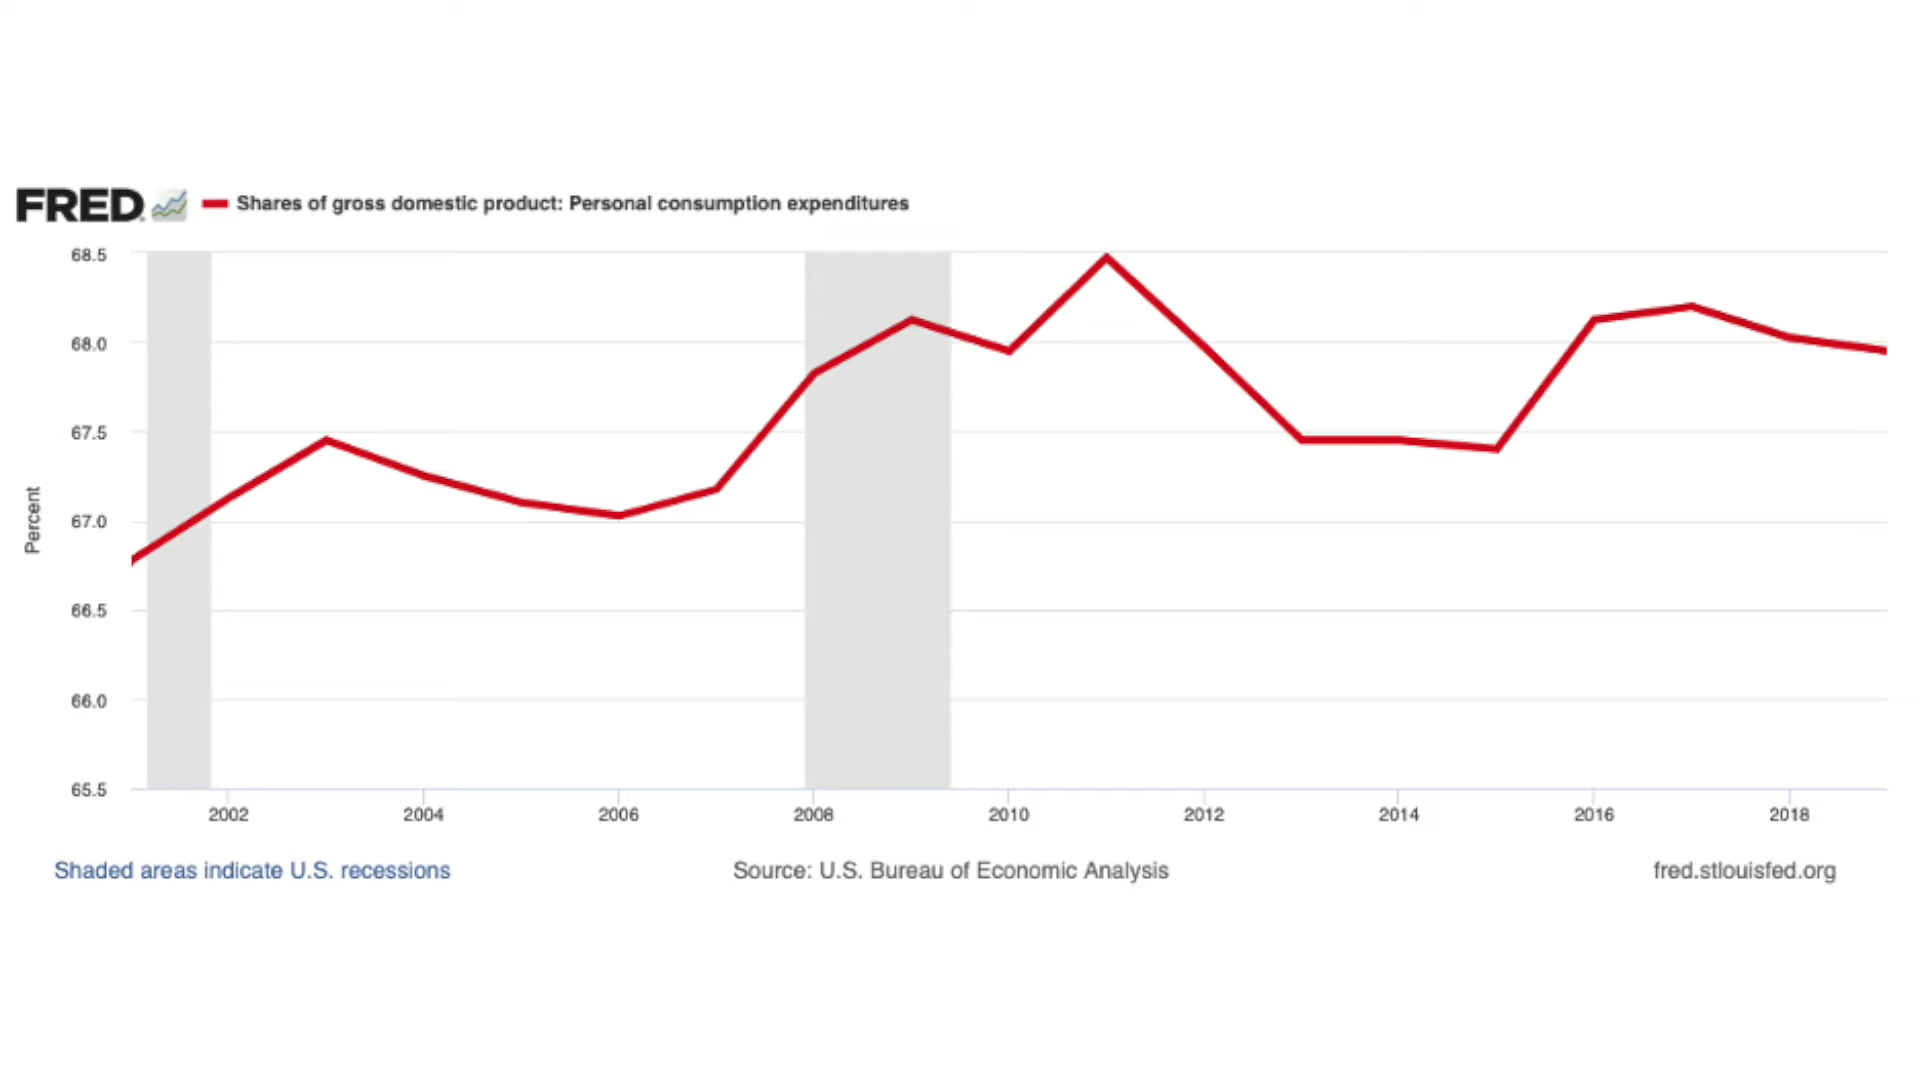 FRED Shares of gross domestic product: Personal consumption expenditures
68.5
68.0
67.5
67.0
66.5
66.0
65.5
Percent
2002 2004 2006 2008 2010 2012 2014 2016 2018
Shaded areas indicate U.S. recessions Source: U.S. Bureau of Economic Analysis fred.stlouisfed.org